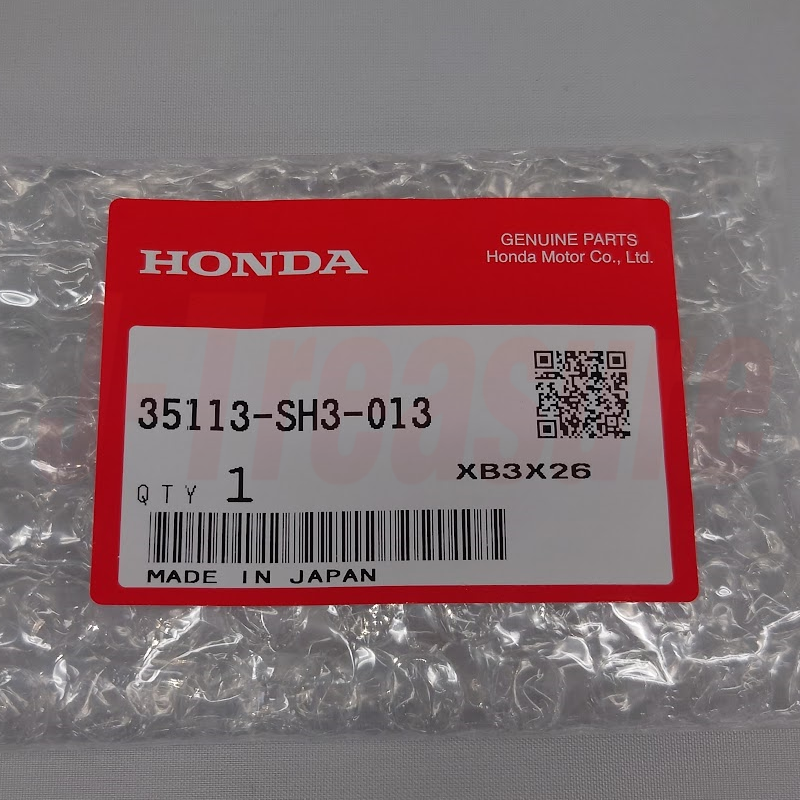 HONDA
GENUINE PARTS
Honda Motor Co., Ltd.
35113-SH3-013
XB3X26
QTY 1
MADE IN JAPAN